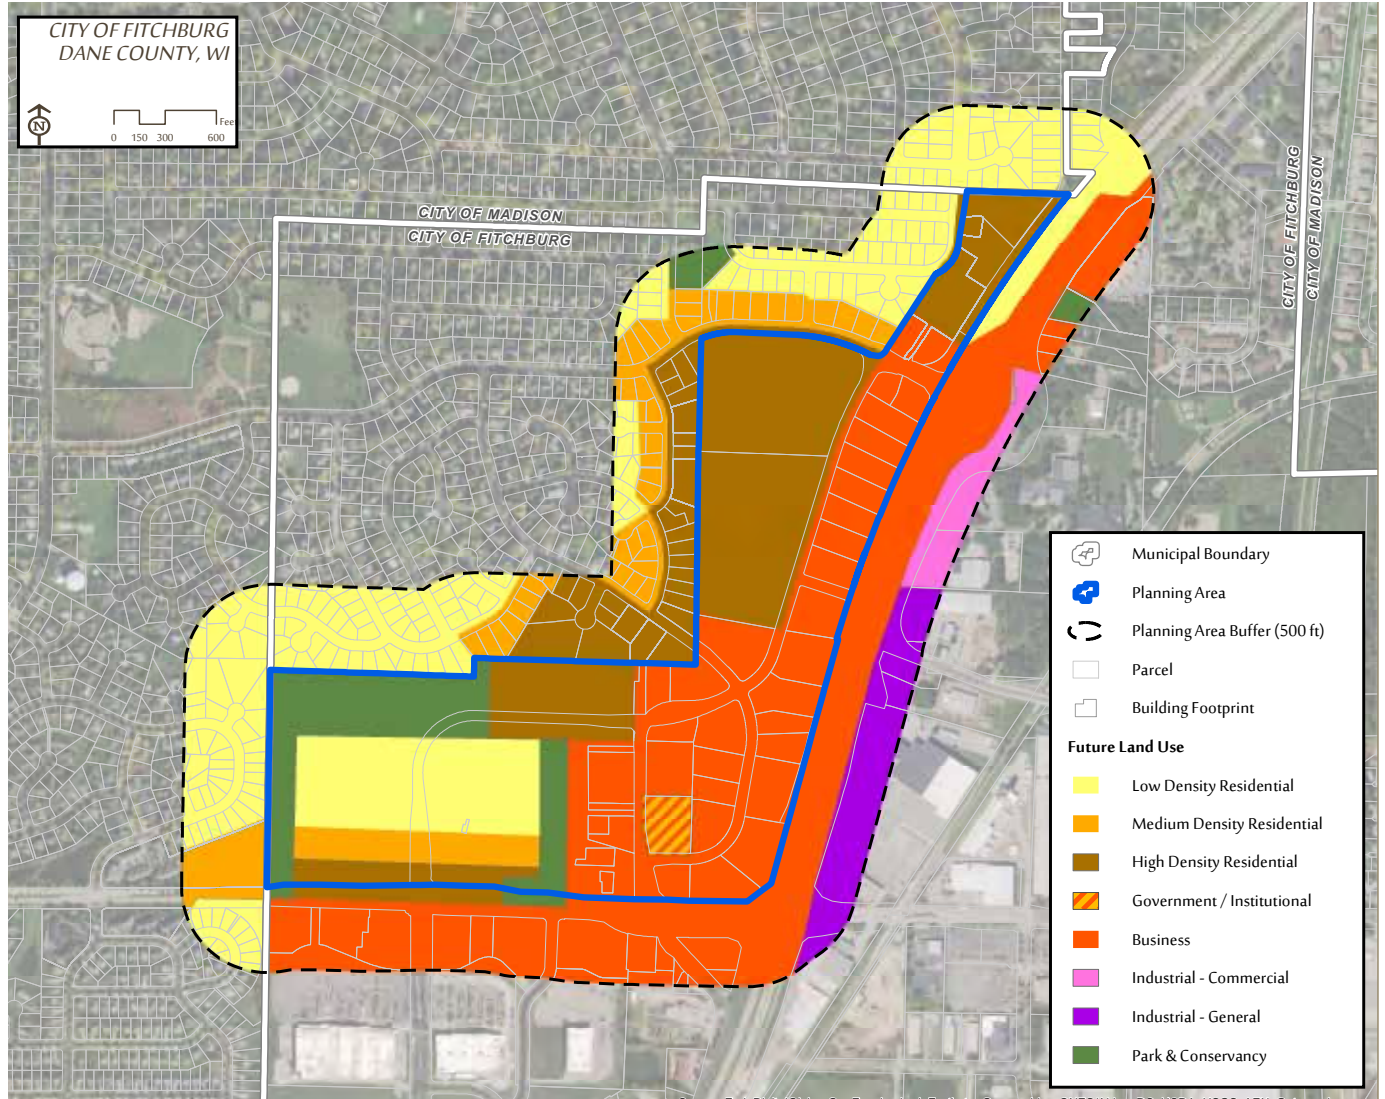 CITY OF FITCHBURG
DANE COUNTY, WI
N
Fee
0 150 300 600
CITY OF MADISON
CITY OF FITCHBURG
CITY OF FITCHBURG
CITY OF MADISON
Municipal Boundary
Planning Area
Planning Area Buffer (500 ft)
Parcel
Building Footprint
Future Land Use
Low Density Residential
Medium Density Residential
High Density Residential
Government / Institutional
Business
Industrial - Commercial
Industrial - General
Park & Conservancy